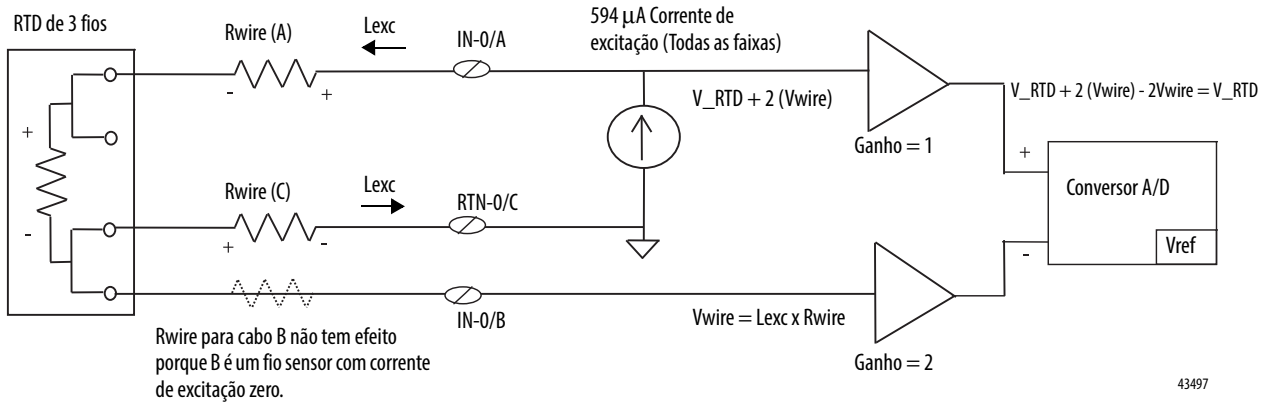 RTD de 3 fios
Rwire (A)
Lexc
IN-0/A
594 μA Corrente de
excitação (Todas as faixas)
+
-
-
+
V_RTD + 2 (Vwire)
Ganho = 1
V_RTD + 2 (Vwire) - 2Vwire = V_RTD
Rwire (C)
Lexc
RTN-0/C
+
-
+
-
Conversor A/D
Vref
IN-0/B
Vwire = Lexc x Rwire
Ganho = 2
Rwire para cabo B não tem efeito
porque B é um fio sensor com corrente
de excitação zero.
43497